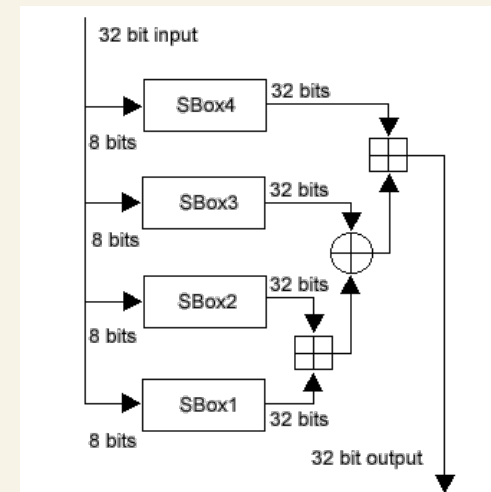 32 bit input
32 bits
SBox4
8 bits
32 bits
SBox3
8 bits
32 bits
SBox2
8 bits
SBox1
32 bits
8 bits
32 bit output